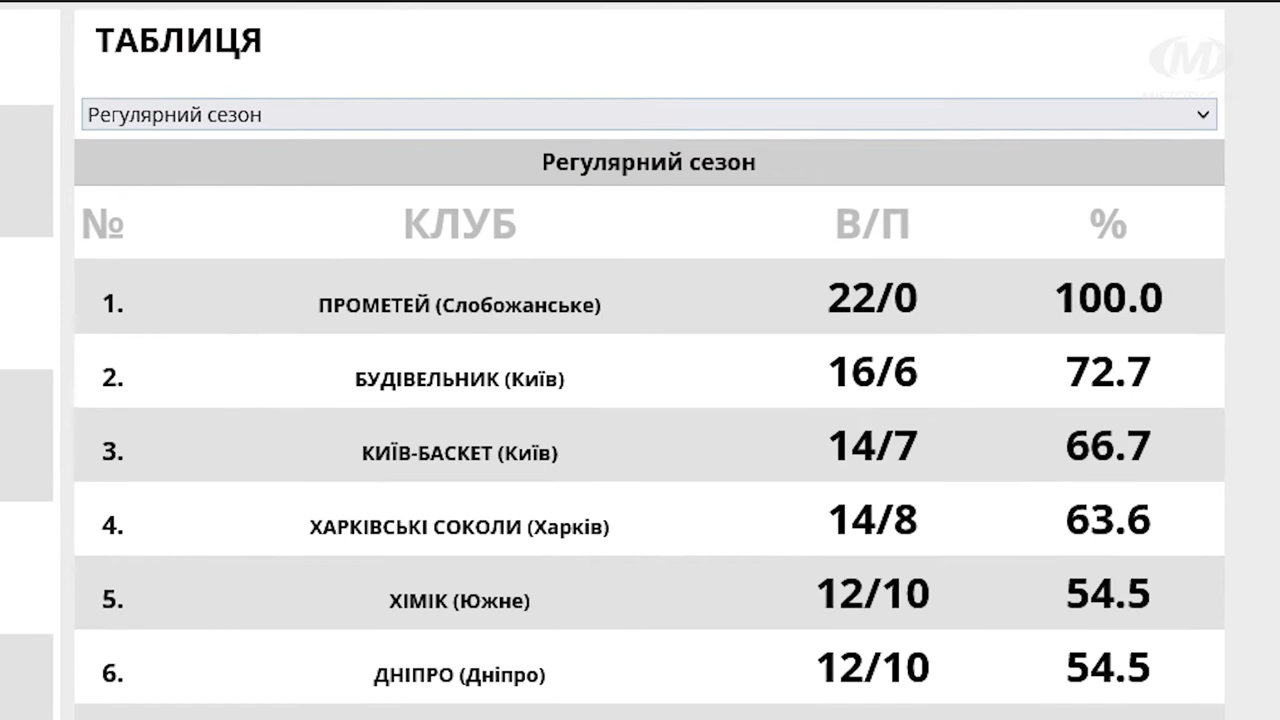 ТАБЛИЦЯ
Регулярний сезон
Регулярний сезон
№ КЛУБ В/П %
1. ПРОМЕТЕЙ (Слобожанське) 22/0 100.0
2. БУДІВЕЛЬНИК (Київ) 16/6 72.7
3. КИЇВ-БАСКЕТ (Київ) 14/7 66.7
4. ХАРКІВСЬКІ СОКОЛИ (Харків) 14/8 63.6
5. ХІМІК (Южне) 12/10 54.5
6. ДНІПРО (Дніпро) 12/10 54.5